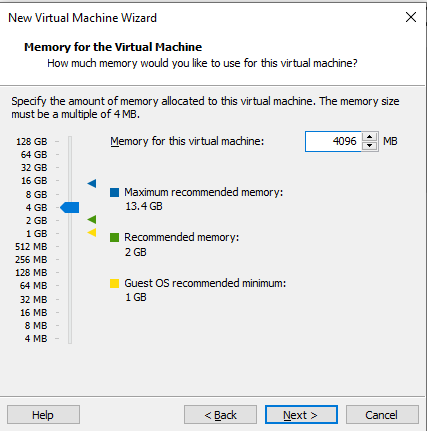 New Virtual Machine Wizard
Memory for the Virtual Machine
How much memory would you like to use for this virtual machine?
Specify the amount of memory allocated to this virtual machine. The memory size
must be a multiple of 4 MB.
Memory for this virtual machine: 4096 MB
128 GB
64 GB
32 GB
16 GB
8 GB
4 GB
2 GB
1 GB
512 MB
256 MB
128 MB
64 MB
32 MB
16 MB
8 MB
4 MB
Maximum recommended memory:
13.4 GB
Recommended memory:
2 GB
Guest OS recommended minimum:
1 GB
Help < Back Next > Cancel